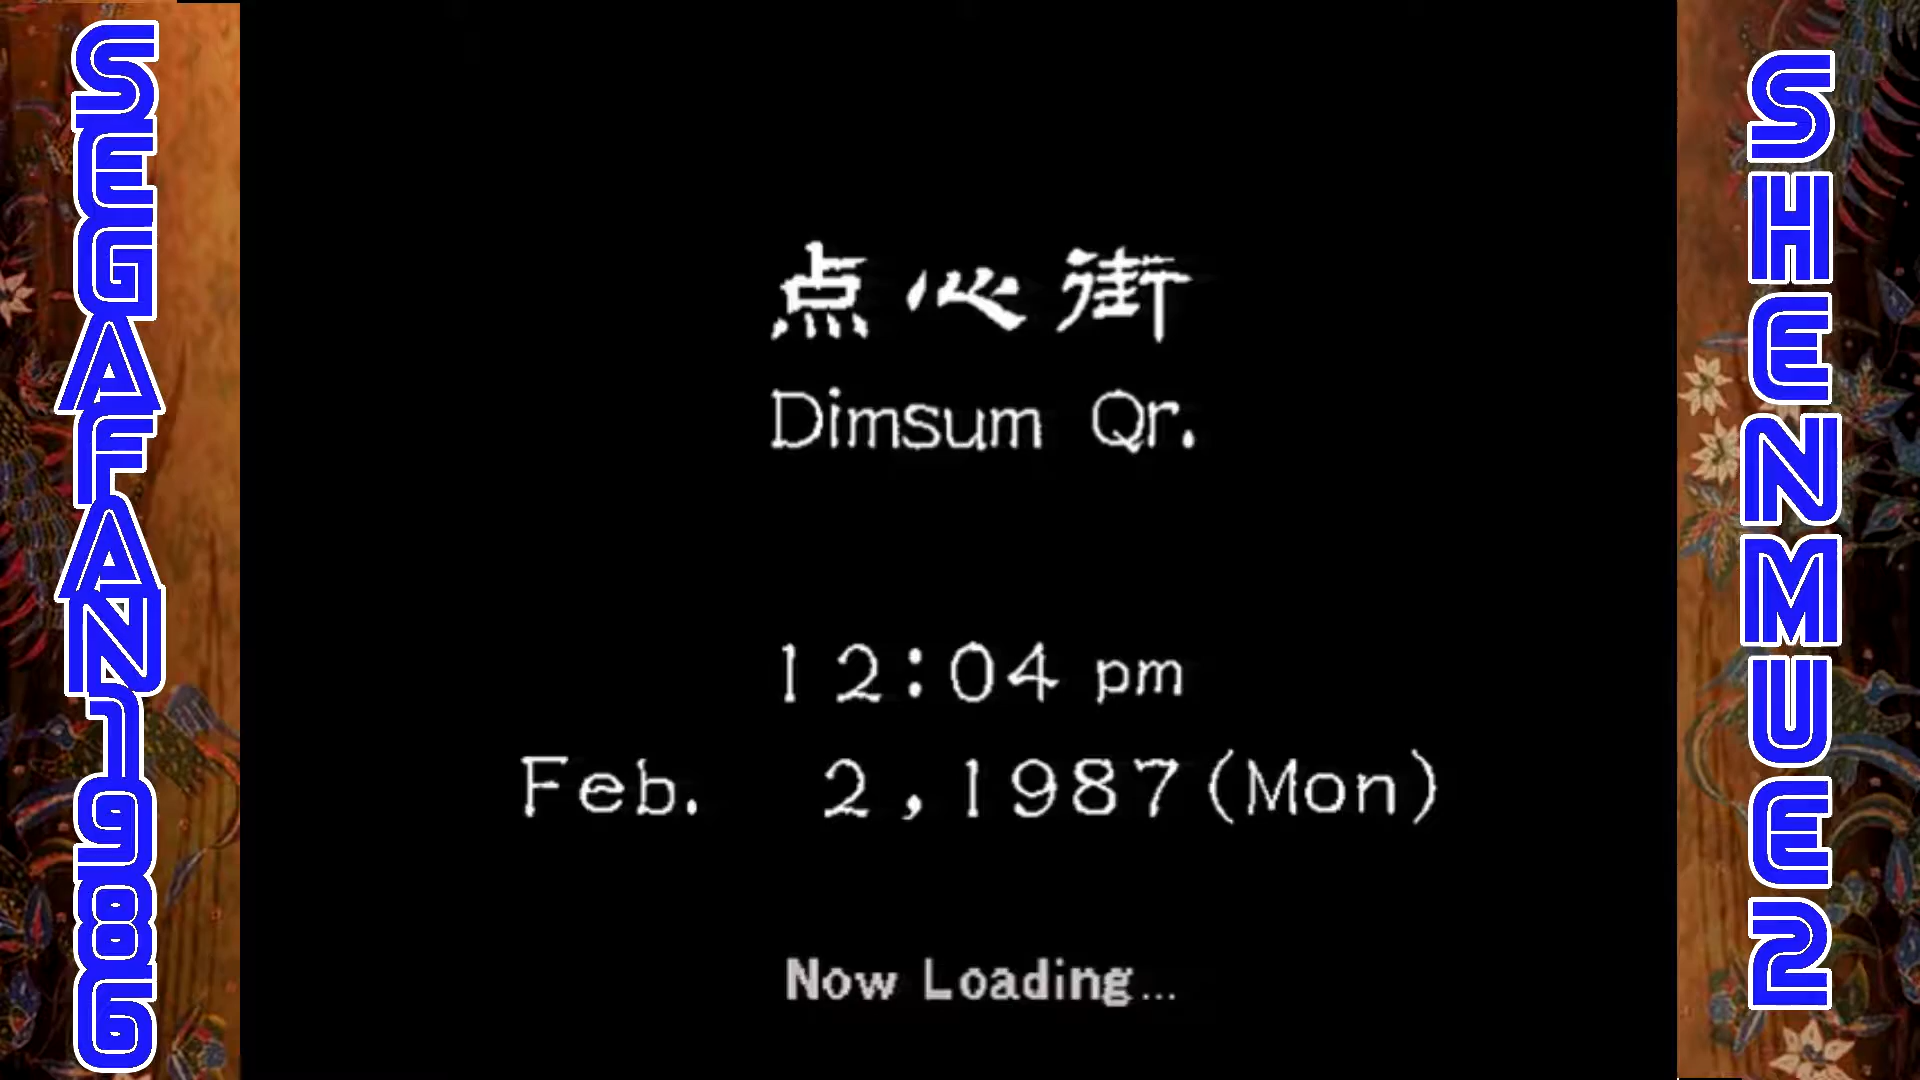 SEGAFAN1986
点心街
Dimsum Qr.
12:04 pm
Feb. 2,1987(Mon)
Now Loading...
SHENMUE2